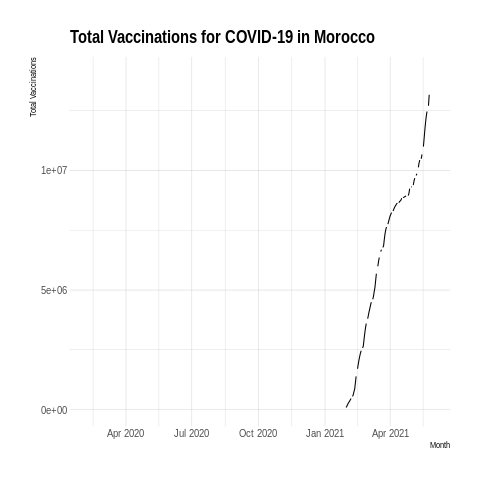 Total Vaccinations for COVID-19 in Morocco
Total Vaccinations
1e+07
5e+06
0e+00
Apr 2020 Jul 2020 Oct 2020 Jan 2021 Apr 2021
Month